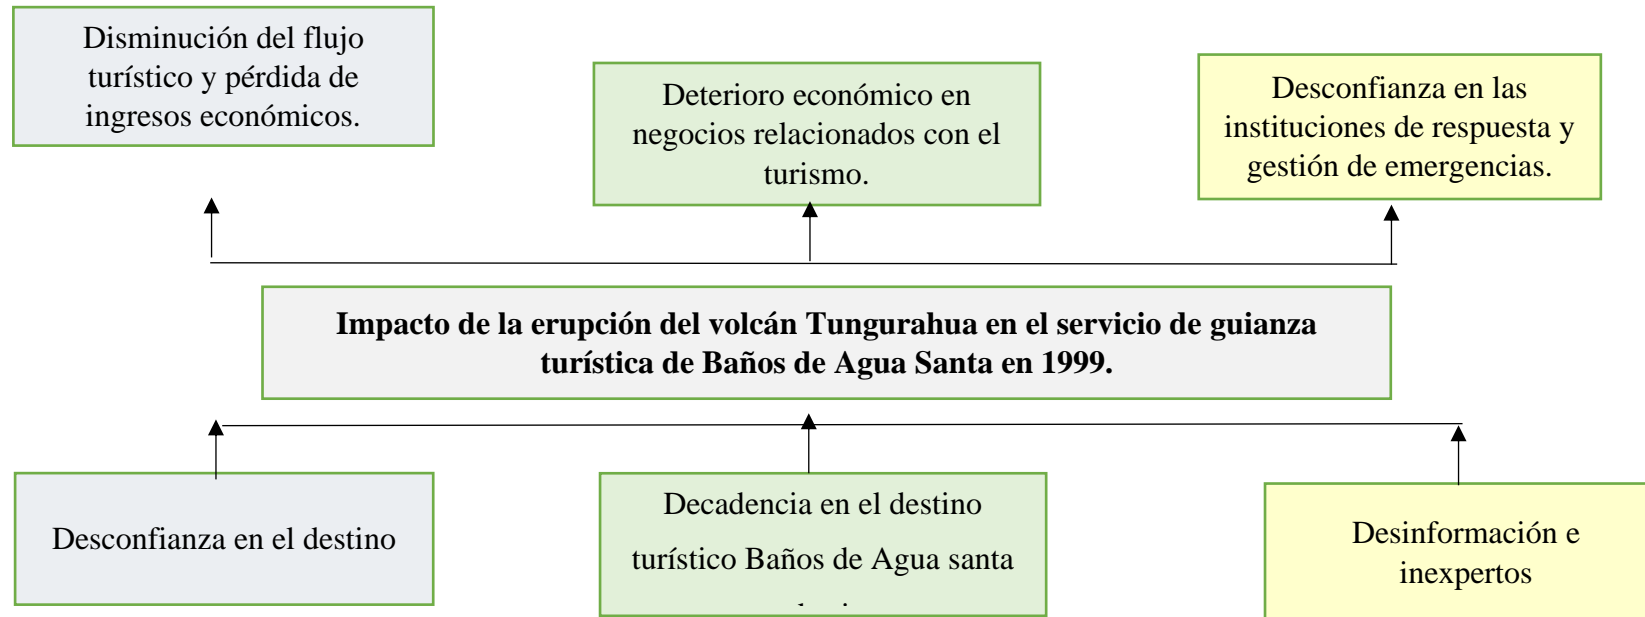 Disminución del flujo
turístico y pérdida de
ingresos económicos.
Deterioro económico en
negocios relacionados con el
turismo.
Desconfianza en las
instituciones de respuesta y
gestión de emergencias.
Impacto de la erupción del volcán Tungurahua en el servicio de guianza
turística de Baños de Agua Santa en 1999.
Desconfianza en el destino
Decadencia en el destino
turístico Baños de Agua santa
Desinformación e
inexpertos